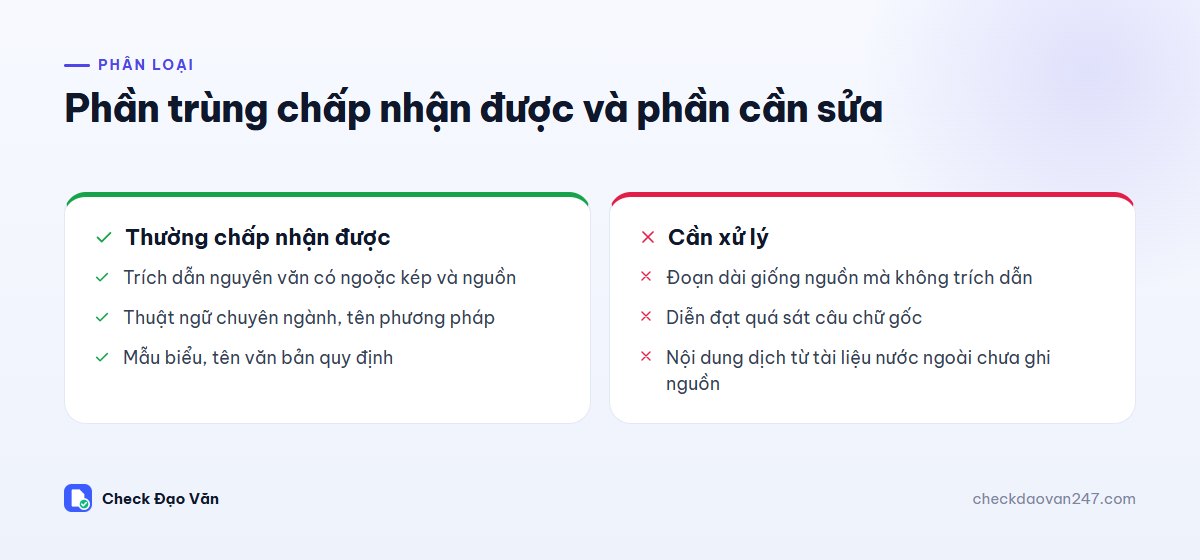 PHÂN LOẠI
Phần trùng chấp nhận được và phần cần sửa
Thường chấp nhận được
Trích dẫn nguyên văn có ngoặc kép và nguồn
Thuật ngữ chuyên ngành, tên phương pháp
Mẫu biểu, tên văn bản quy định
Cần xử lý
Đoạn dài giống nguồn mà không trích dẫn
Diễn đạt quá sát câu chữ gốc
Nội dung dịch từ tài liệu nước ngoài chưa ghi
nguồn
Check Đạo Văn
checkdaovan247.com